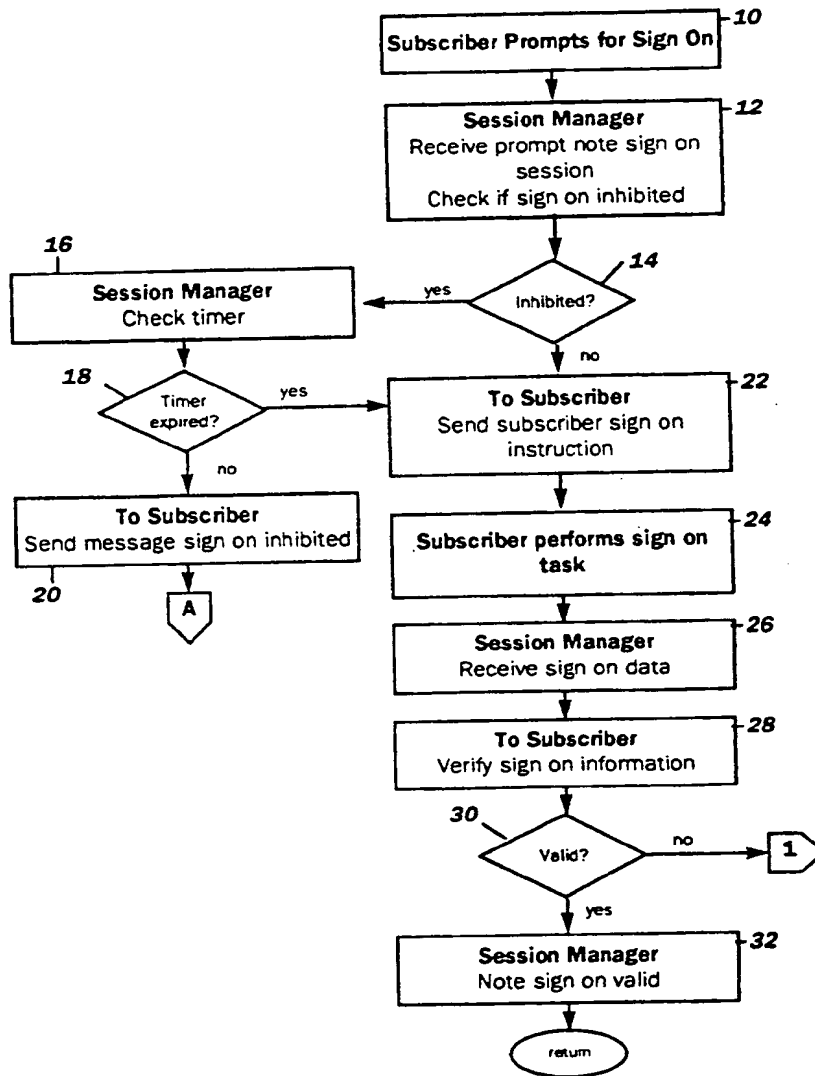 10
Subscriber Prompts for Sign On
12
Session Manager
Receive prompt note sign on
session
Check if sign on inhibited
14
Inhibited?
yes
no
16
Session Manager
Check timer
18
Timer
expired?
yes
no
22
To Subscriber
Send subscriber sign on
instruction
To Subscriber
Send message sign on inhibited
20
A
24
Subscriber performs sign on
task
26
Session Manager
Receive sign on data
28
To Subscriber
Verify sign on information
30
Valid?
no
1
yes
32
Session Manager
Note sign on valid
return